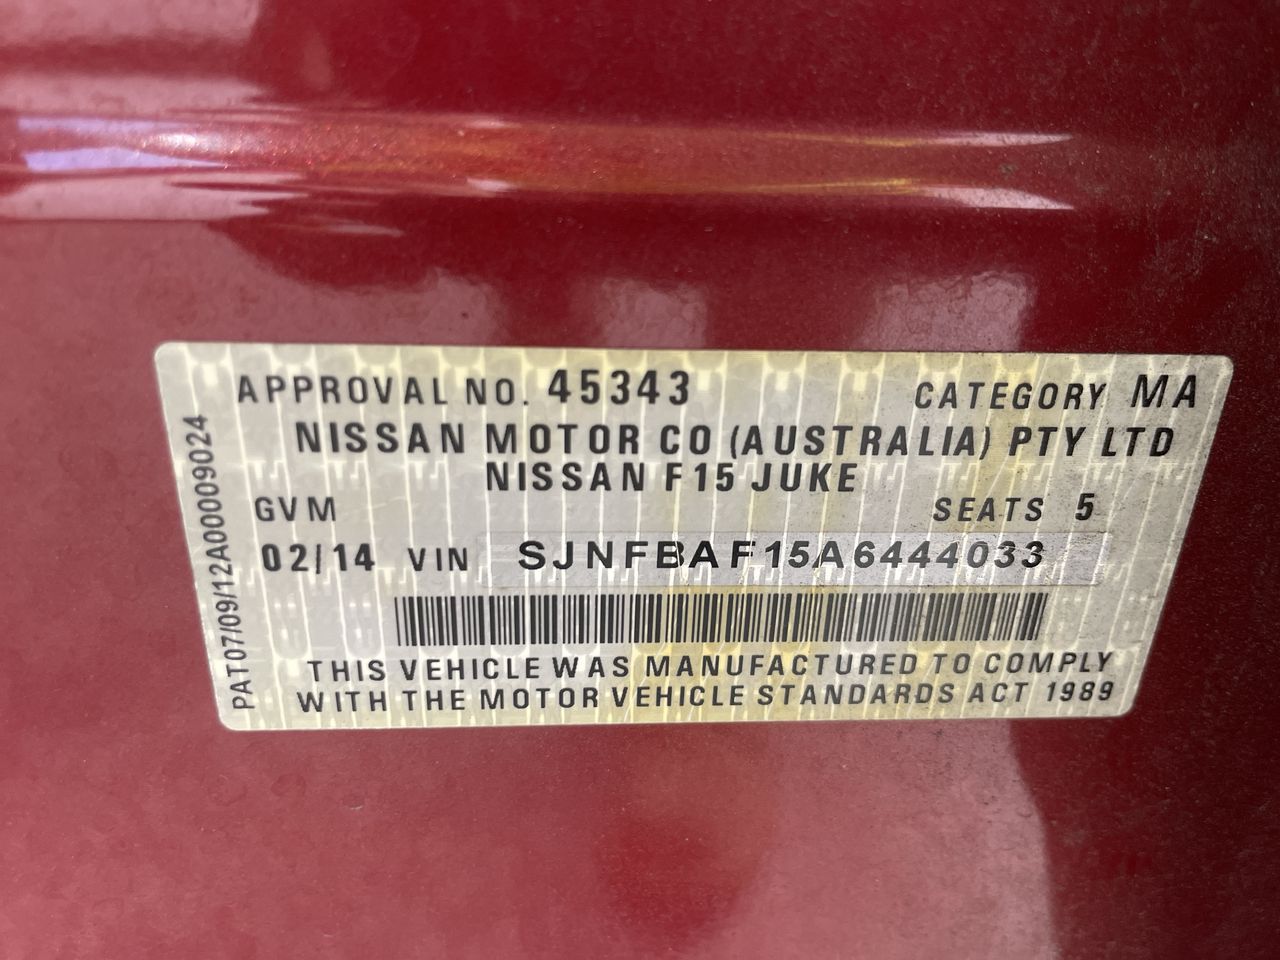 APPROVAL NO. 45343 CATEGORY MA
NISSAN MOTOR CO (AUSTRALIA) PTY LTD
NISSAN F15 JUKE
GVM SEATS 5
02/14 VIN SJNFBAF15A6444033
THIS VEHICLE WAS MANUFACTURED TO COMPLY
WITH THE MOTOR VEHICLE STANDARDS ACT 1989
PAT07/09/12A00009024